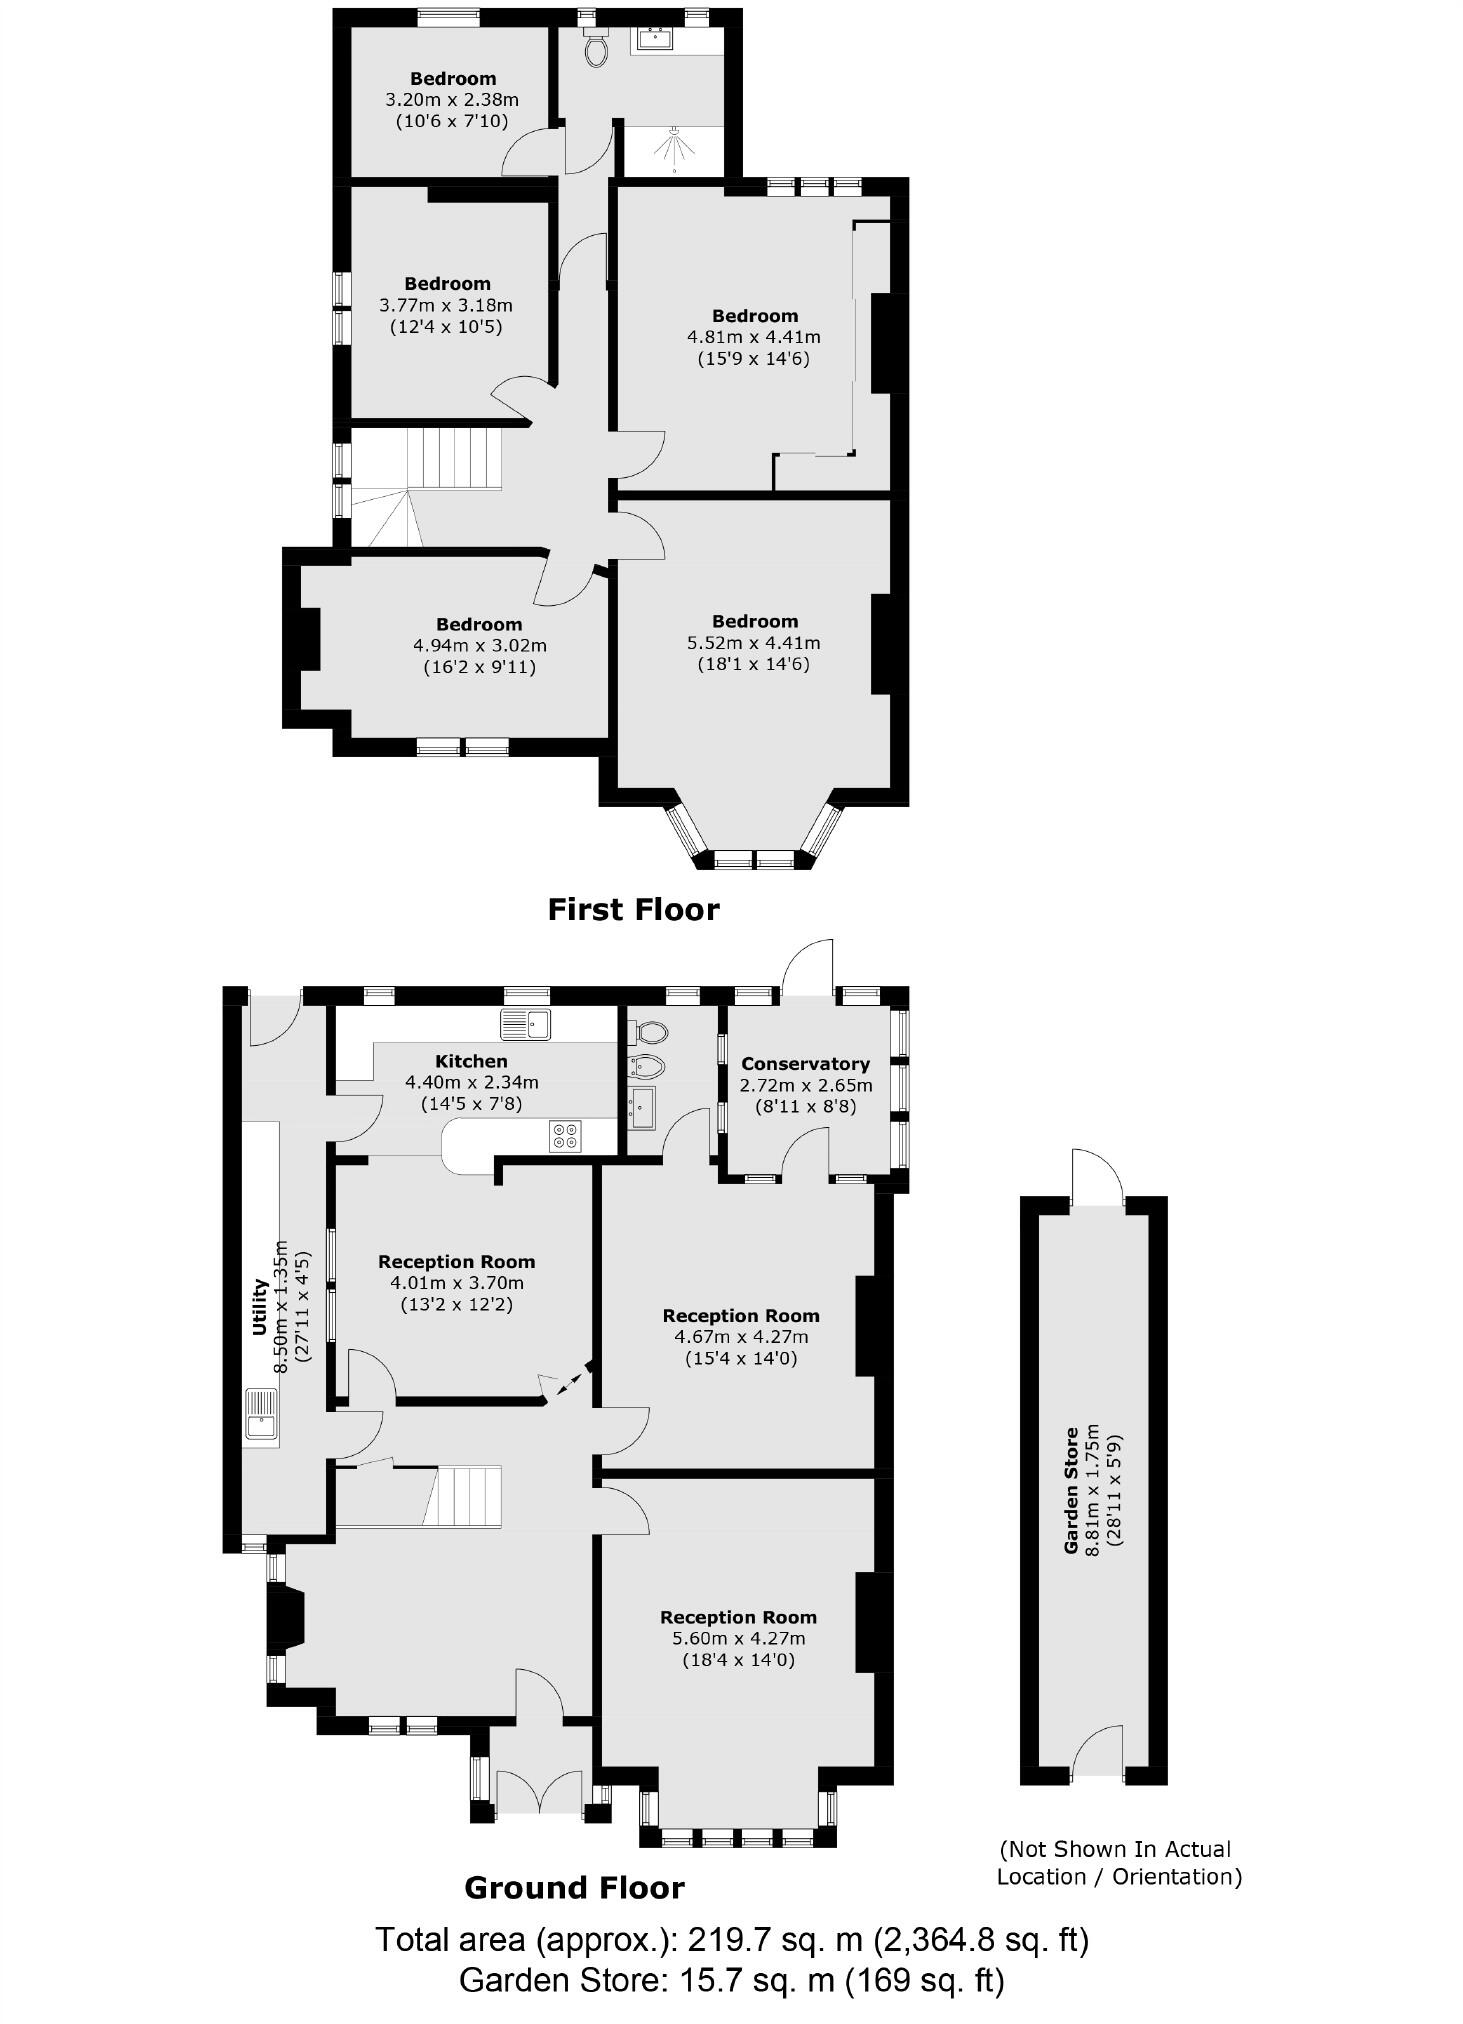 Bedroom
3.20m x 2.38m
(10'6 x 7'10)
Bedroom
3.77m x 3.18m
(12'4 x 10'5)
Bedroom
4.81m x 4.41m
(15'9 x 14'6)
Bedroom
4.94m x 3.02m
(16'2 x 9'11)
Bedroom
5.52m x 4.41m
(18'1 x 14'6)
First Floor
Kitchen
4.40m x 2.34m
(14'5 x 7'8)
Conservatory
2.72m x 2.65m
(8'11 x 8'8)
Utility
8.50m x 1.35m
(27'11 x 4'5)
Reception Room
4.01m x 3.70m
(13'2 x 12'2)
Reception Room
4.67m x 4.27m
(15'4 x 14'0)
Reception Room
5.60m x 4.27m
(18'4 x 14'0)
Garden Store
8.81m x 1.75m
(28'11 x 5'9)
(Not Shown In Actual
Location / Orientation)
Ground Floor
Total area (approx.): 219.7 sq. m (2,364.8 sq. ft)
Garden Store: 15.7 sq. m (169 sq. ft)